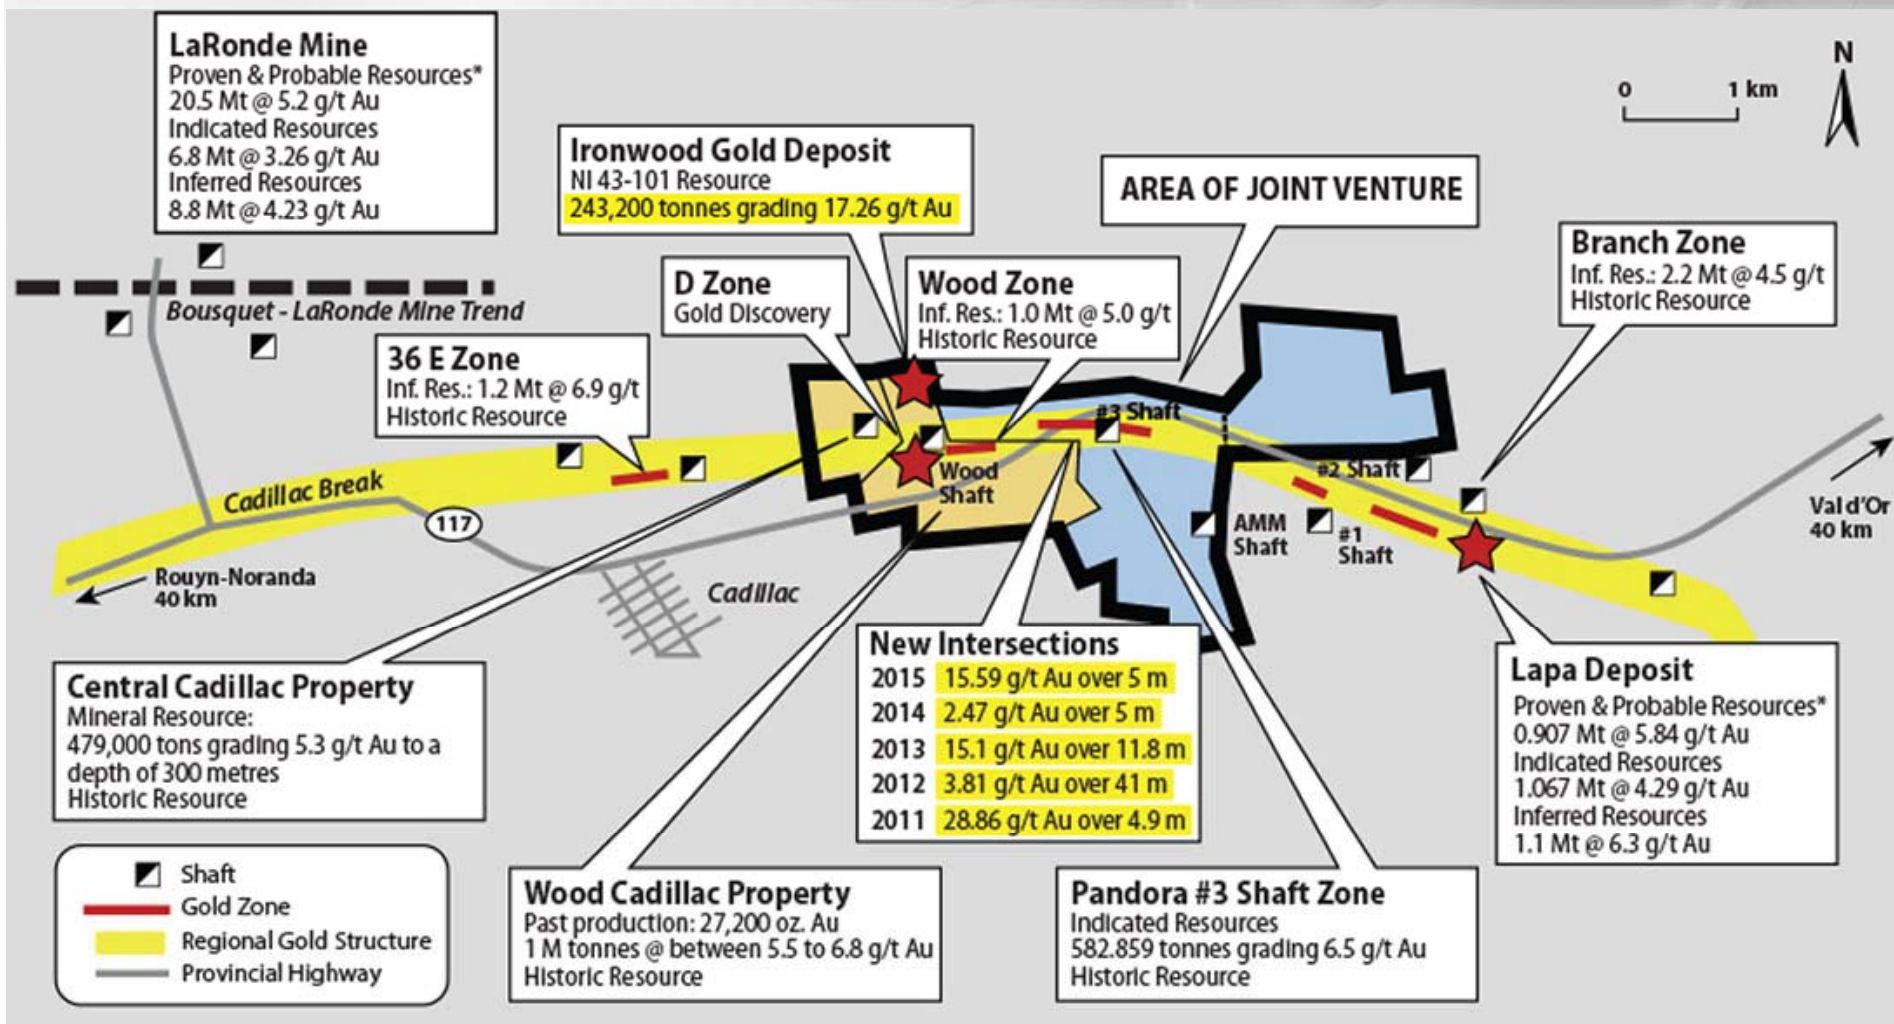 LaRonde Mine
Proven & Probable Resources*
20.5 Mt @ 5.2 g/t Au
Indicated Resources
6.8 Mt @ 3.26 g/t Au
Inferred Resources
8.8 Mt @ 4.23 g/t Au
Ironwood Gold Deposit
NI 43-101 Resource
243,200 tonnes grading 17.26 g/t Au
AREA OF JOINT VENTURE
0 1 km
N
Branch Zone
Inf. Res.: 2.2 Mt @ 4.5 g/t
Historic Resource
D Zone
Gold Discovery
Wood Zone
Inf. Res.: 1.0 Mt @ 5.0 g/t
Historic Resource
Bousquet - LaRonde Mine Trend
36 E Zone
Inf. Res.: 1.2 Mt @ 6.9 g/t
Historic Resource
#3 Shaft
Wood
Shaft
#2 Shaft
AMM
Shaft
#1
Shaft
Cadillac Break
117
Val d'Or
40 km
Rouyn-Noranda
40 km
Cadillac
Central Cadillac Property
Mineral Resource:
479,000 tons grading 5.3 g/t Au to a
depth of 300 metres
Historic Resource
New Intersections
2015 15.59 g/t Au over 5 m
2014 2.47 g/t Au over 5 m
2013 15.1 g/t Au over 11.8 m
2012 3.81 g/t Au over 41 m
2011 28.86 g/t Au over 4.9 m
Lapa Deposit
Proven & Probable Resources*
0.907 Mt @ 5.84 g/t Au
Indicated Resources
1.067 Mt @ 4.29 g/t Au
Inferred Resources
1.1 Mt @ 6.3 g/t Au
Shaft
Gold Zone
Regional Gold Structure
Provincial Highway
Wood Cadillac Property
Past production: 27,200 oz. Au
1 M tonnes @ between 5.5 to 6.8 g/t Au
Historic Resource
Pandora #3 Shaft Zone
Indicated Resources
582.859 tonnes grading 6.5 g/t Au
Historic Resource